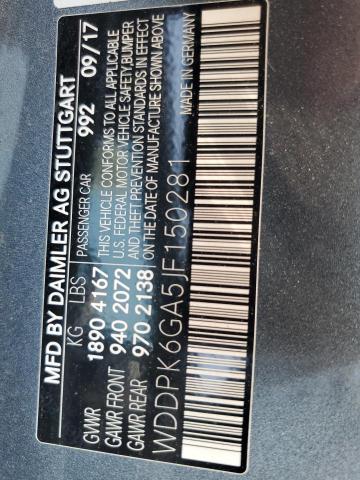 MFD BY DAIMLER AG STUTTGART
KG LBS PASSENGER CAR 992 09/17
GVWR 1890 4167
GAWR FRONT 940 2072
GAWR REAR 970 2138
THIS VEHICLE CONFORMS TO ALL APPLICABLE
U.S. FEDERAL MOTOR VEHICLE SAFETY,BUMPER
AND THEFT PREVENTION STANDARDS IN EFFECT
ON THE DATE OF MANUFACTURE SHOWN ABOVE
WDDPK6GA5JF150281
MADE IN GERMANY